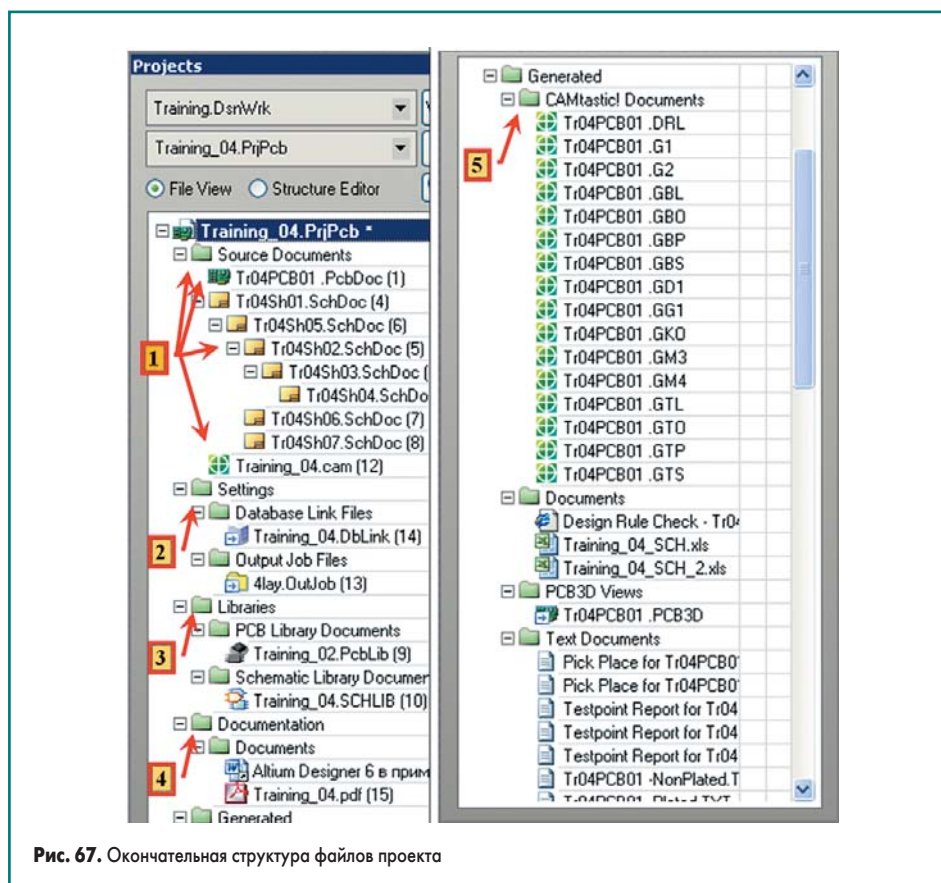 Projects
Training.DsnWrk
Training_04.PrjPcb
File View Structure Editor
Training_04.PrjPcb *
Source Documents
Tr04PCB01 .PcbDoc (1)
Tr04Sh01.SchDoc (4)
Tr04Sh05.SchDoc (6)
1
Tr04Sh02.SchDoc (5)
Tr04Sh03.SchDoc (
Tr04Sh04.SchDo
Tr04Sh06.SchDoc (7)
Tr04Sh07.SchDoc (8)
Training_04.cam (12)
Settings
Database Link Files
2
Training_04.DbLink (14)
Output Job Files
4lay.OutJob (13)
Libraries
PCB Library Documents
3
Training_02.PcbLib (9)
Schematic Library Documer
Training_04.SCHLIB (10)
Documentation
Documents
4
Altium Designer 6 в прим
Training_04.pdf (15)
Generated
Generated
CAMtastic! Documents
Tr04PCB01 .DRL
Tr04PCB01 .G1
5
Tr04PCB01 .G2
Tr04PCB01 .GBL
Tr04PCB01 .GBO
Tr04PCB01 .GBP
Tr04PCB01 .GBS
Tr04PCB01 .GD1
Tr04PCB01 .GG1
Tr04PCB01 .GKO
Tr04PCB01 .GM3
Tr04PCB01 .GM4
Tr04PCB01 .GTL
Tr04PCB01 .GTO
Tr04PCB01 .GTP
Tr04PCB01 .GTS
Documents
Design Rule Check - Tr04
Training_04_SCH.xls
Training_04_SCH_2.xls
PCB3D Views
Tr04PCB01 .PCB3D
Text Documents
Pick Place for Tr04PCB0
Pick Place for Tr04PCB0
Testpoint Report for Tr04
Testpoint Report for Tr04
Testpoint Report for Tr04
Tr04PCB01 -NonPlated.T
Tr04PCB01 -Plated.TXT
Рис. 67. Окончательная структура файлов проекта